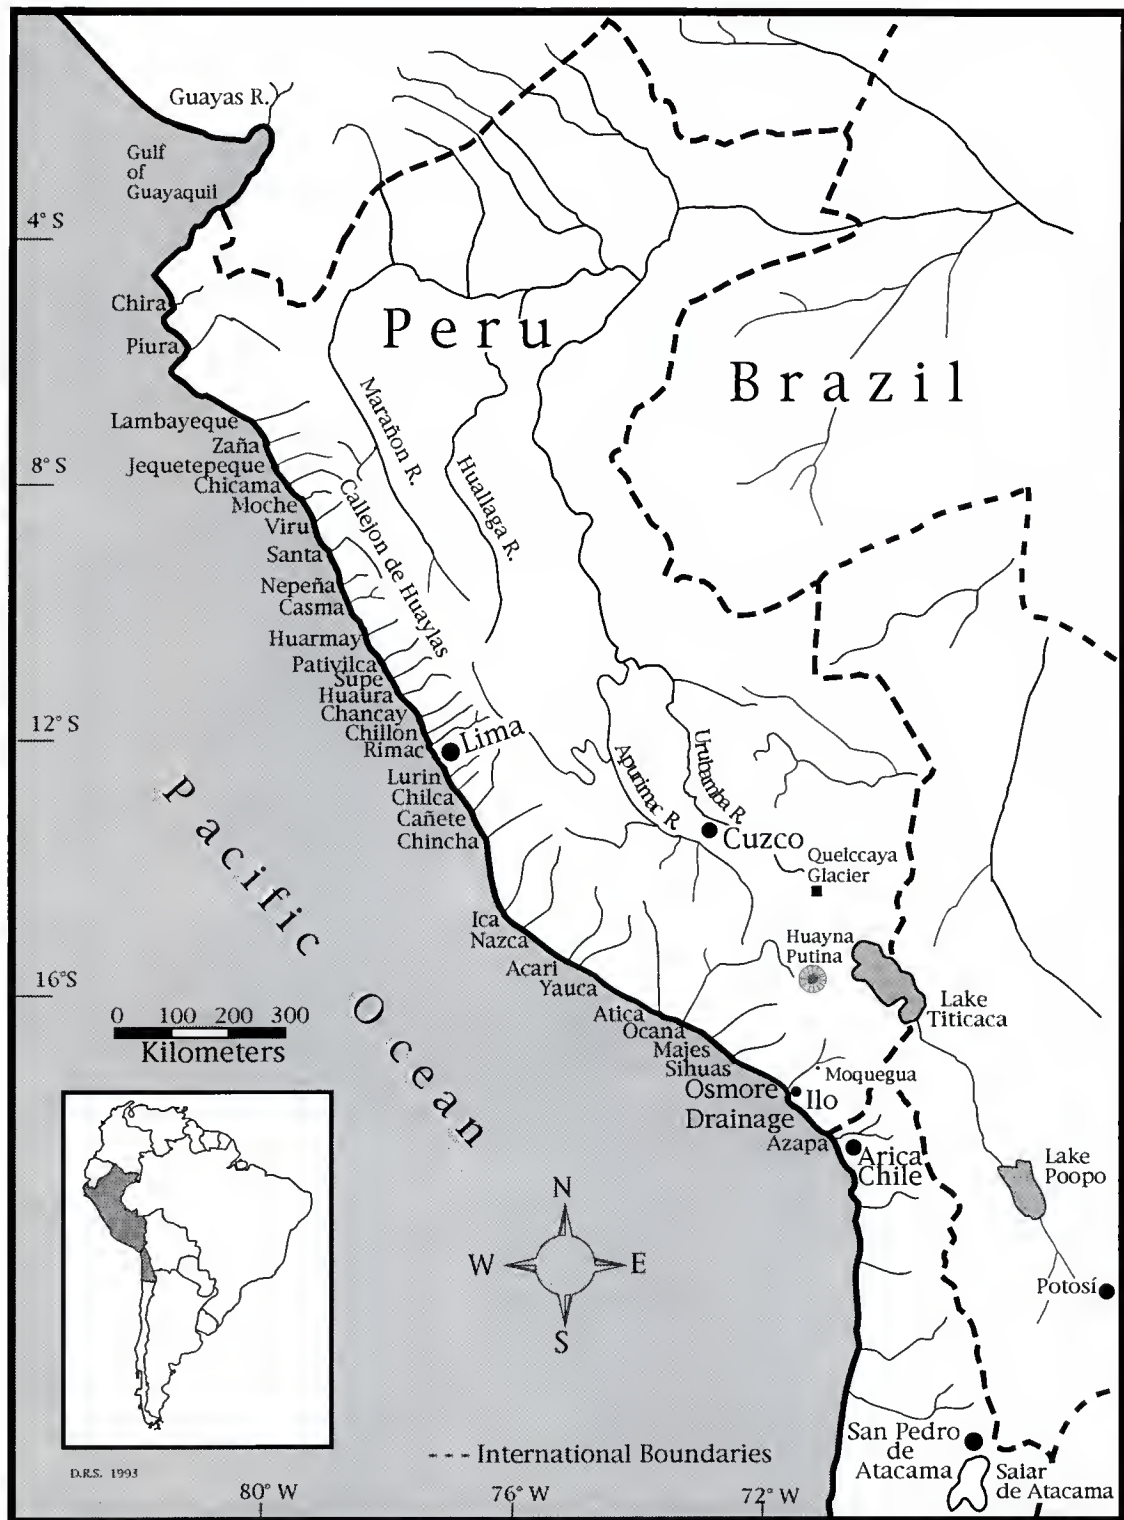 Guayas R.
Gulf
of
Guayaquil
4° S
Chira
Piura
Peru
Brazil
Marañon R.
Huallaga R.
Callejon de Huaylas
Lambayeque
Zaña
8° S
Jequetepeque
Chicama
Moche
Viru
Santa
Nepeña
Casma
Huarmay
Pativilca
Supe
Huaura
Chancay
12° S
Chillon
Rimac
Lima
Lurin
Chilca
Cañete
Chincha
Apurimac R.
Urubamba R.
Cuzco
Quelccaya
Glacier
Pacific Ocean
Ica
Nazca
Huayna
Putina
Acari
Yauca
16°S
Lake
Titicaca
Atica
Ocana
Majes
Sihuas
0 100 200 300
Kilometers
Moquegua
Osmore
Drainage
Ilo
Azapa
Arica
Chile
Lake
Poopo
N
W E
S
Potosí
San Pedro
de
Atacama
Saiar
de Atacama
--- International Boundaries
D.R.S. 1993
80° W
76° W
72° W